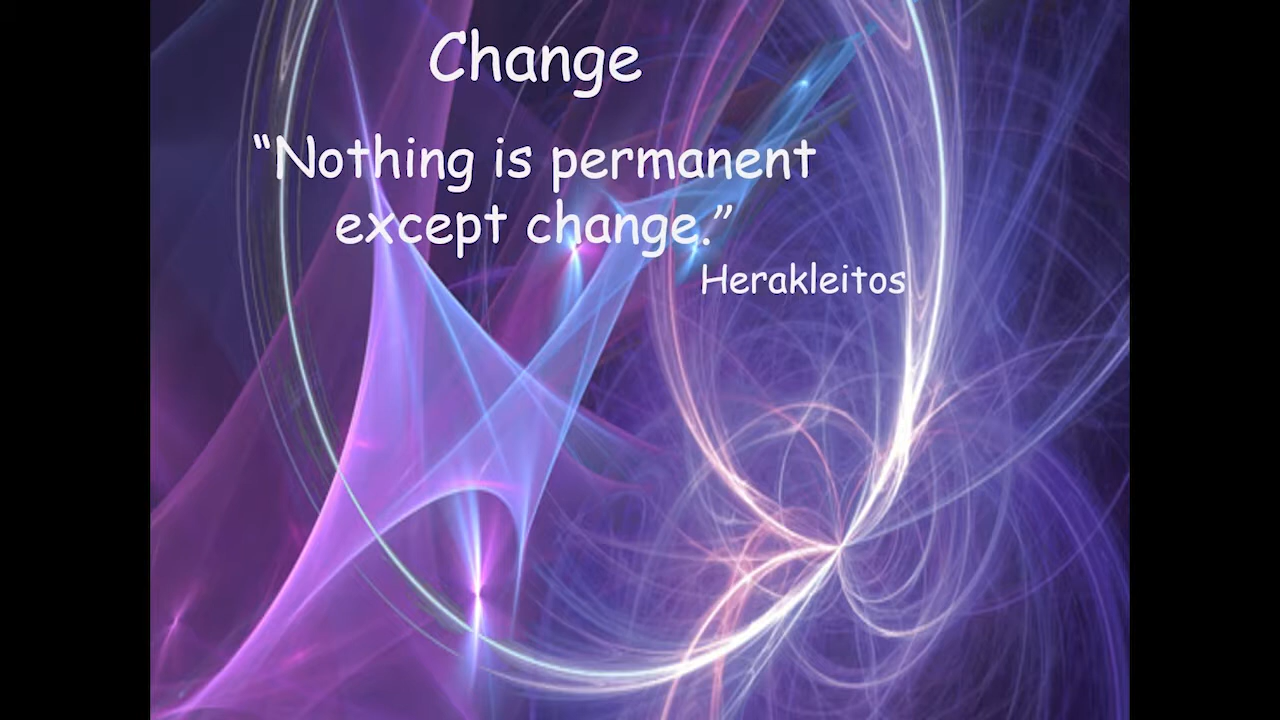 Change
“Nothing is permanent
except change.”
Herakleitos